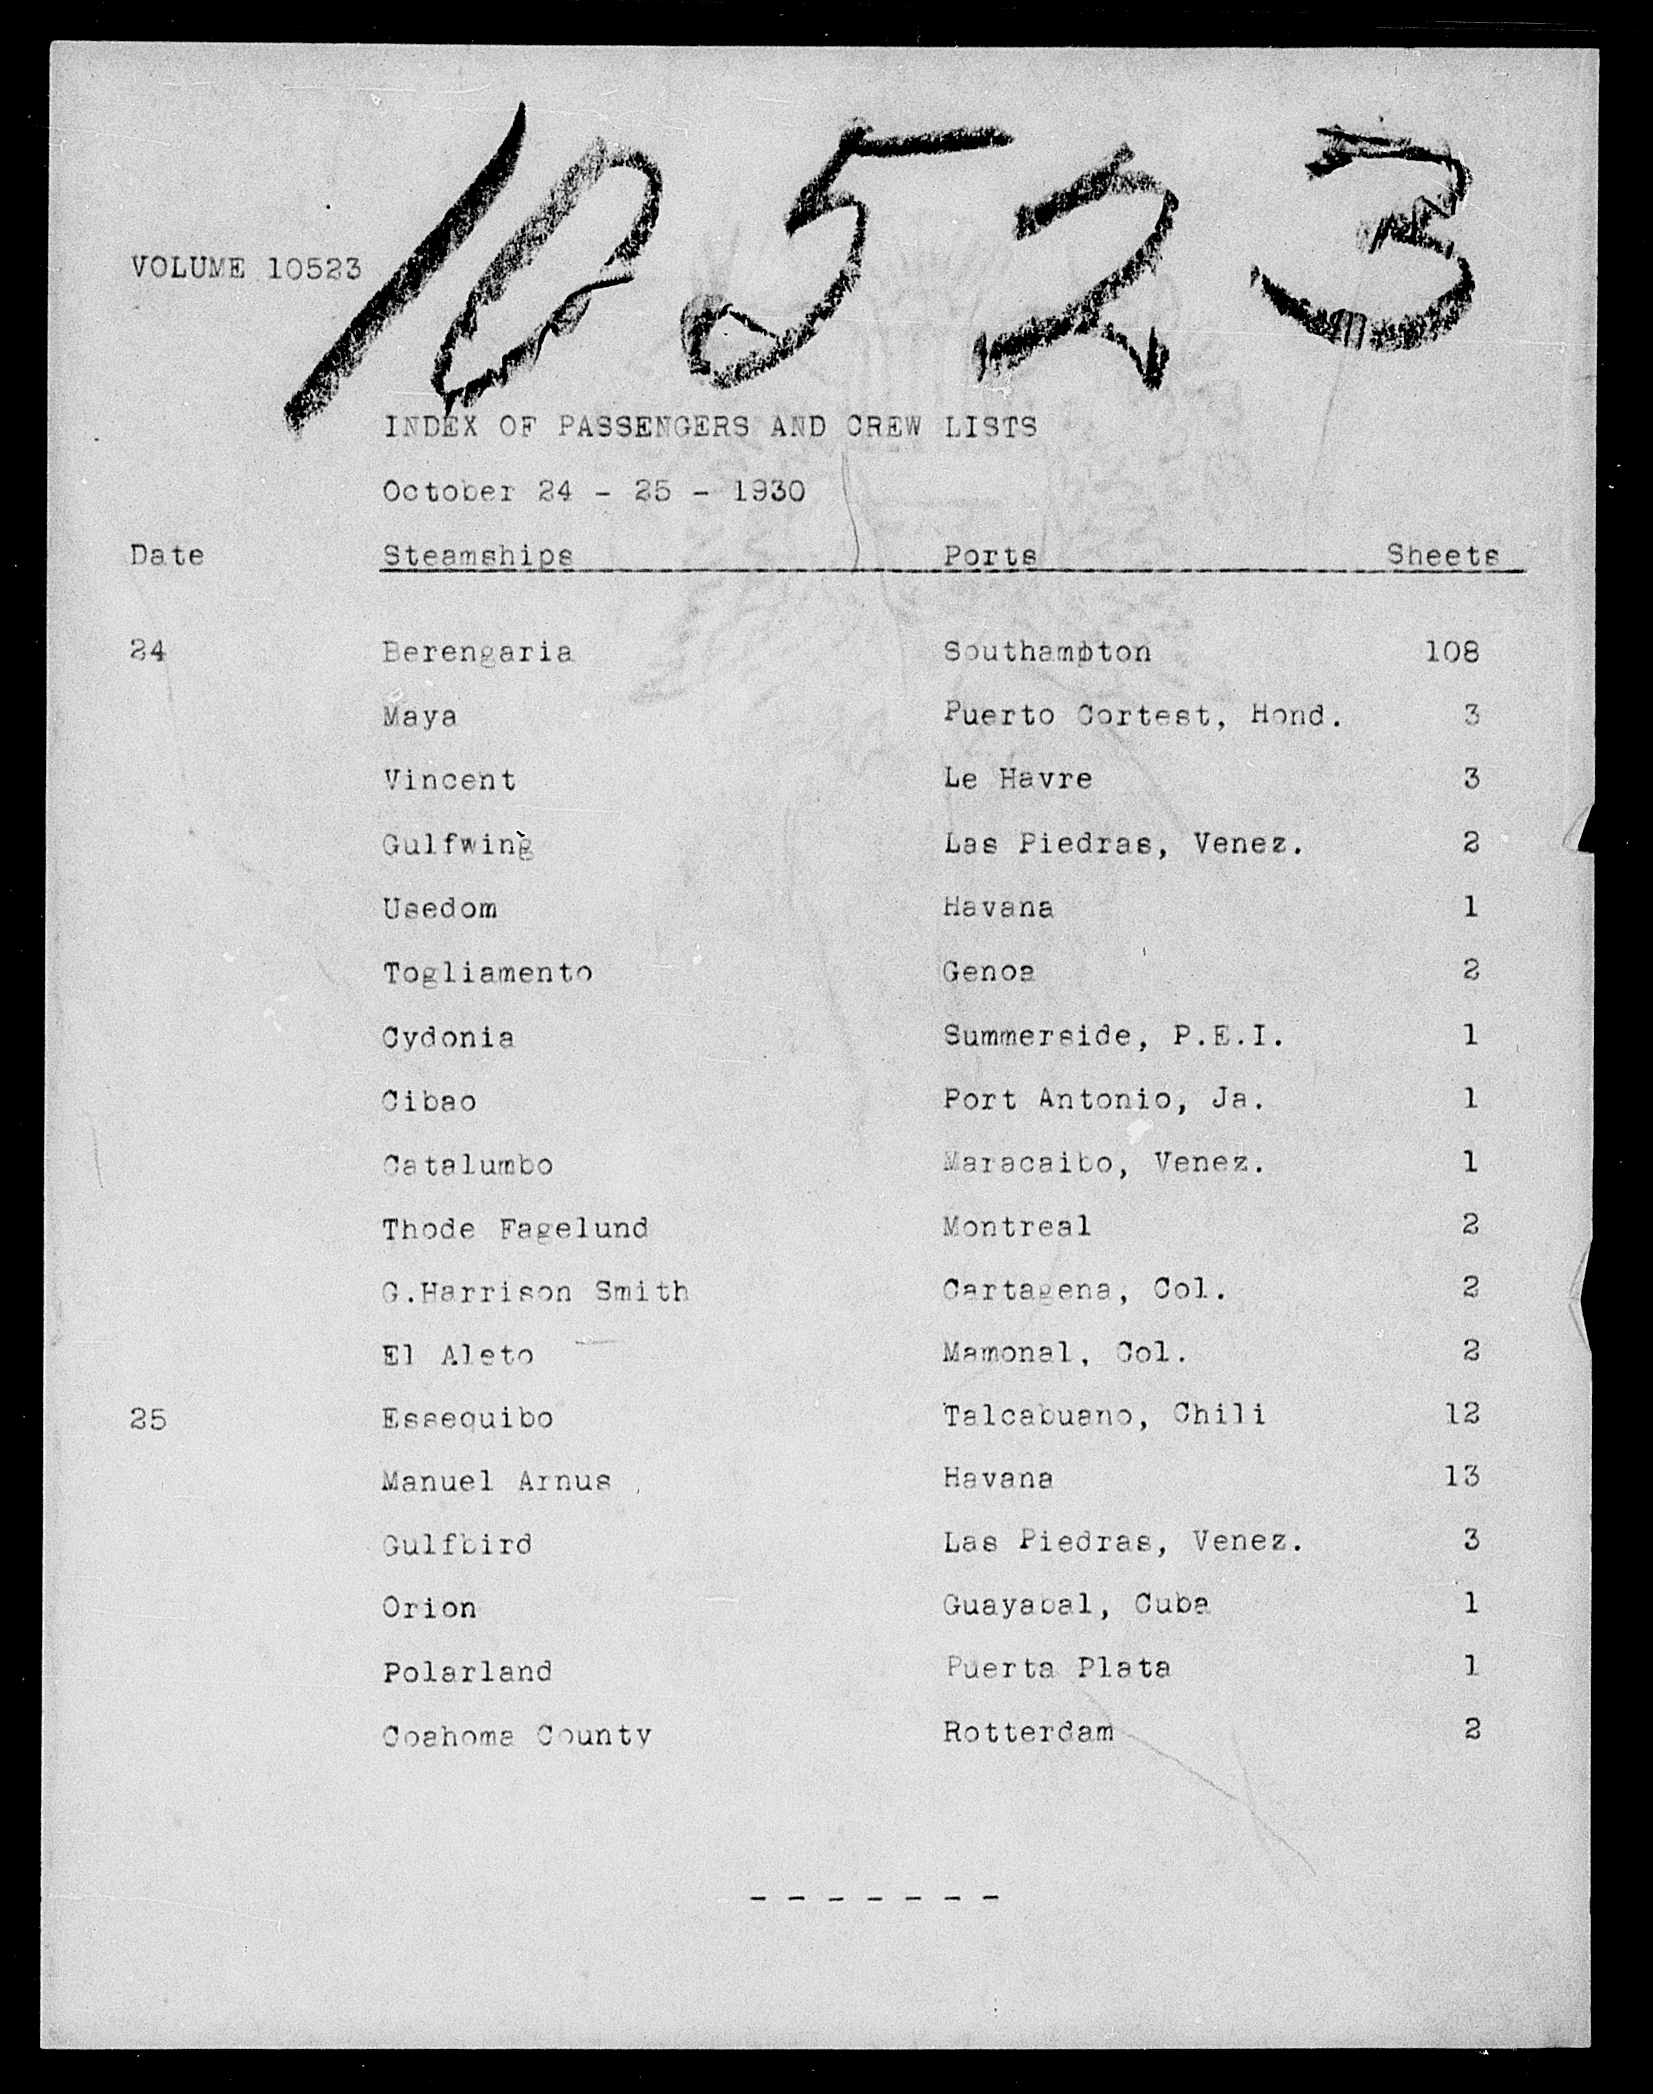 10523
VOLUME 10523
INDEX OF PASSENGERS AND CREW LISTS
October 24 - 25 - 1930
Date Steamships Ports Sheets
24 Berengaria Southampton 108
Maya Puerto Cortest, Hond. 3
Vincent Le Havre 3
Gulfwing Las Piedras, Venez. 2
Usedom Havana 1
Togliamento Genoa 2
Cydonia Summerside, P.E.I. 1
Cibao Port Antonio, Ja. 1
Catalumbo Maracaibo, Venez. 1
Thode Fagelund Montreal 2
G.Harrison Smith Cartagena, Col. 2
El Aleto Mamonal, Col. 2
25 Essequibo Talcabuano, Chili 12
Manuel Arnus Havana 13
Gulfbird Las Piedras, Venez. 3
Orion Guayabal, Cuba 1
Polarland Puerta Plata 1
Coahoma County Rotterdam 2
- - - - - - -